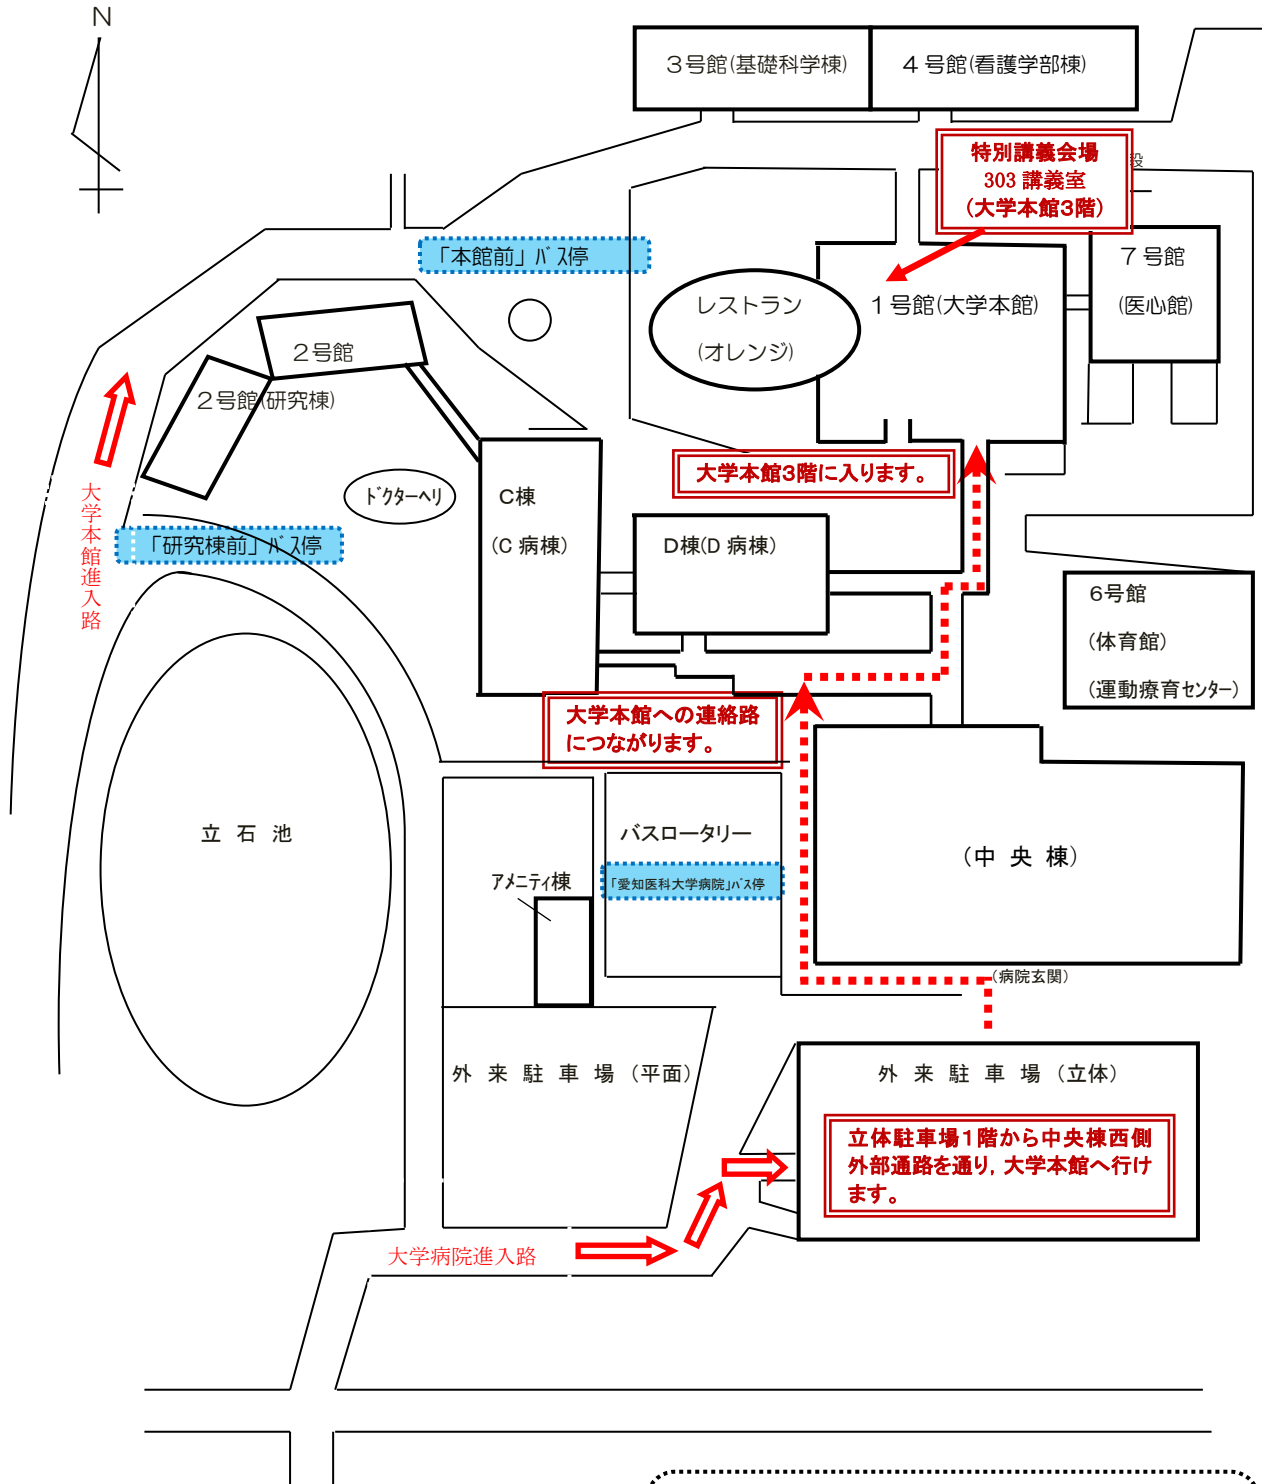 N
3号館(基礎科学棟)
4号館(看護学部棟)
特別講義会場
303 講義室
(大学本館3階)
設
「本館前」バス停
7号館
(医心館)
レストラン
(オレンジ)
1号館(大学本館)
2号館
2号館(研究棟)
大学本館3階に入ります。
大学本館進入路
ドクターヘリ
C棟
(C 病棟)
「研究棟前」バス停
D棟(D 病棟)
6号館
(体育館)
(運動療育センター)
大学本館への連絡路
につながります。
立 石 池
バスロータリー
(中 央 棟)
アメニティ棟
「愛知医科大学病院」バス停
(病院玄関)
外 来 駐 車 場 (平面)
外 来 駐 車 場 (立体)
立体駐車場1階から中央棟西側
外部通路を通り, 大学本館へ行け
ます。
大学病院進入路